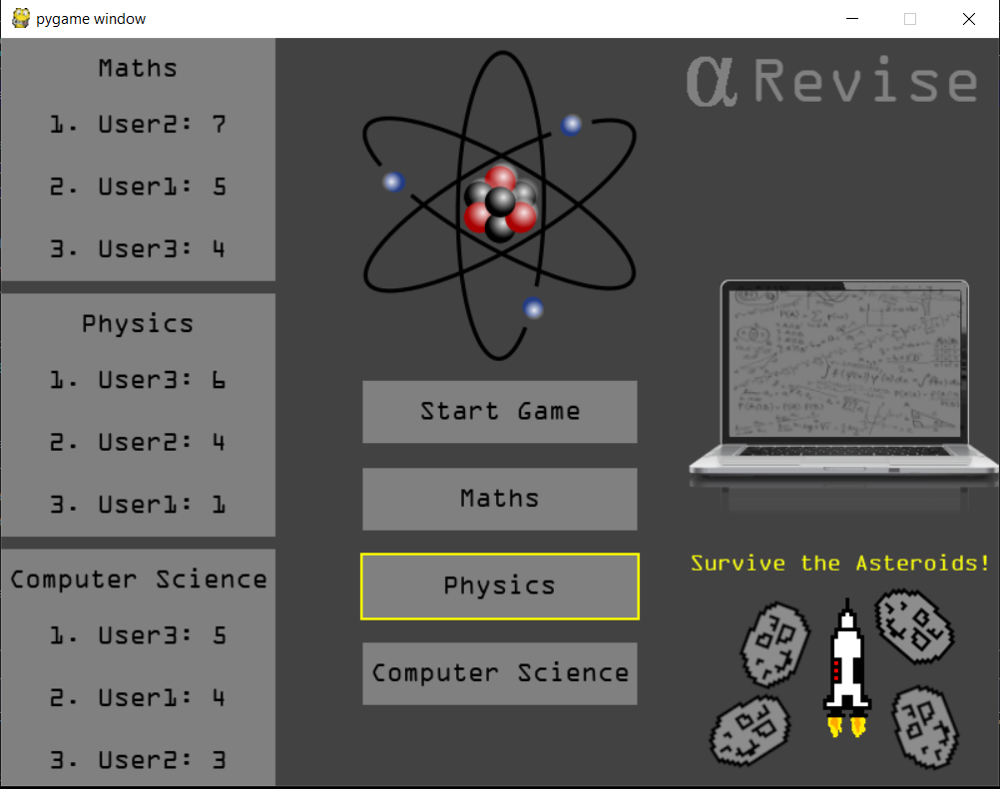 pygame window
Maths
1. User2: 7
2. User1: 5
3. User3: 4
Physics
1. User3: 6
2. User2: 4
3. User1: 1
Computer Science
1. User3: 5
2. User1: 4
3. User2: 3
Start Game
Maths
Physics
Computer Science
α Revise
Survive the Asteroids!